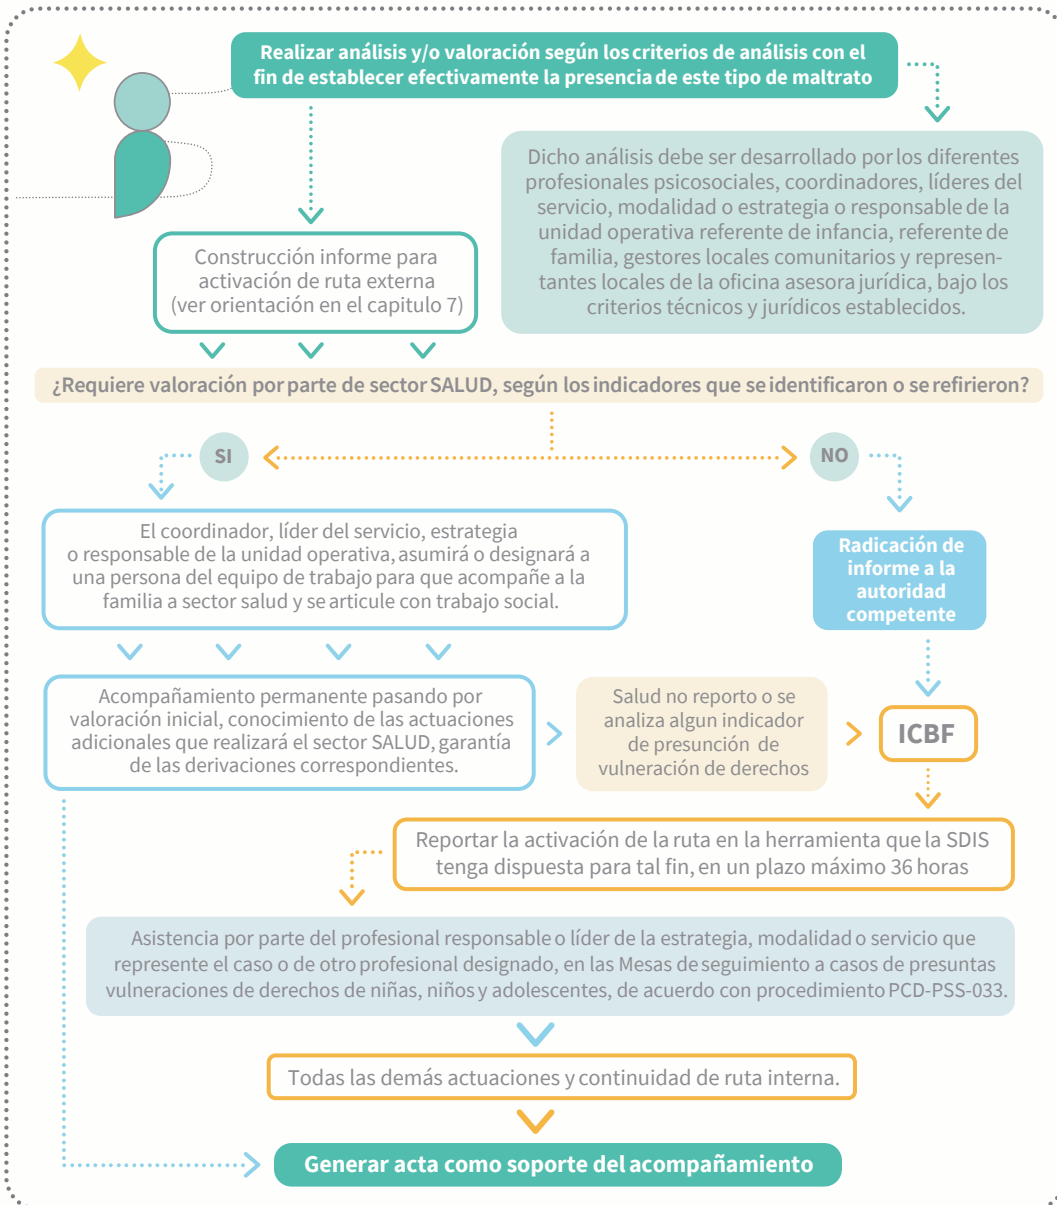 Realizar análisis y/o valoración según los criterios de análisis con el
fin de establecer efectivamente la presencia de este tipo de maltrato
Dicho análisis debe ser desarrollado por los diferentes
profesionales psicosociales, coordinadores, líderes del
servicio, modalidad o estrategia o responsable de la
unidad operativa referente de infancia, referente de
familia, gestores locales comunitarios y represen-
tantes locales de la oficina asesora jurídica, bajo los
criterios técnicos y jurídicos establecidos.
Construcción informe para
activación de ruta externa
(ver orientación en el capitulo 7)
¿Requiere valoración por parte de sector SALUD, según los indicadores que se identificaron o se refirieron?
SI
NO
El coordinador, líder del servicio, estrategia
o responsable de la unidad operativa, asumirá o designará a
una persona del equipo de trabajo para que acompañe a la
familia a sector salud y se articule con trabajo social.
Radicación de
informe a la
autoridad
competente
Acompañamiento permanente pasando por
valoración inicial, conocimiento de las actuaciones
adicionales que realizará el sector SALUD, garantía
de las derivaciones correspondientes.
Salud no reporto o se
analiza algun indicador
de presunción de
vulneración de derechos
ICBF
Reportar la activación de la ruta en la herramienta que la SDIS
tenga dispuesta para tal fin, en un plazo máximo 36 horas
Asistencia por parte del profesional responsable o líder de la estrategia, modalidad o servicio que
represente el caso o de otro profesional designado, en las Mesas de seguimiento a casos de presuntas
vulneraciones de derechos de niñas, niños y adolescentes, de acuerdo con procedimiento PCD-PSS-033.
Todas las demás actuaciones y continuidad de ruta interna.
Generar acta como soporte del acompañamiento